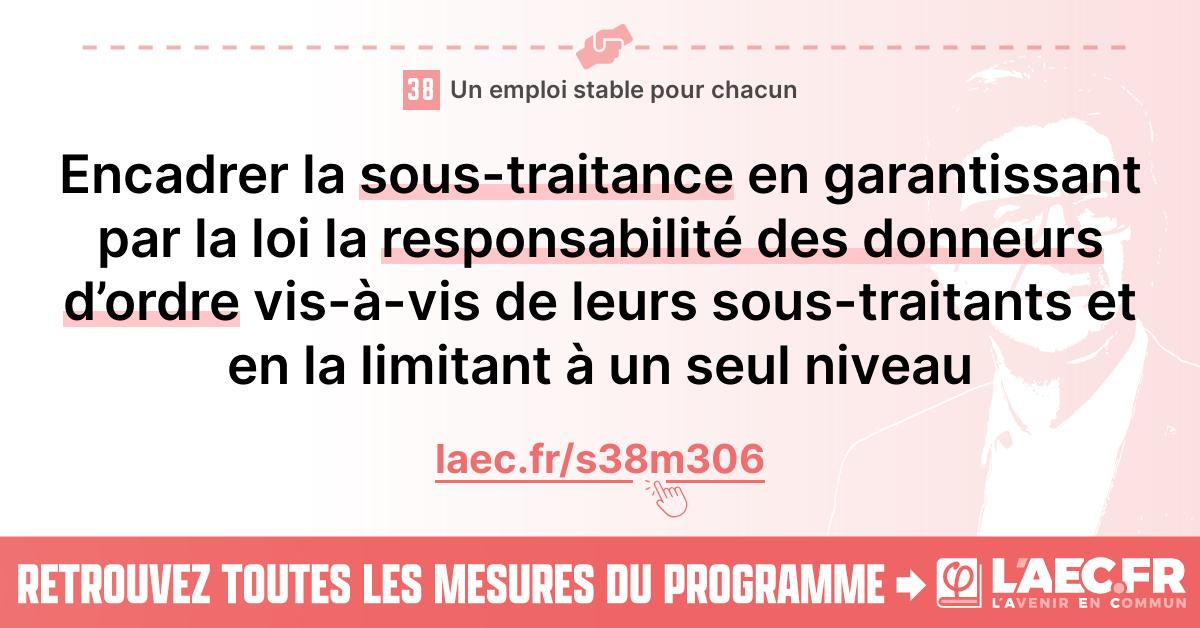 38 Un emploi stable pour chacun
Encadrer la sous-traitance en garantissant
par la loi la responsabilité des donneurs
d’ordre vis-à-vis de leurs sous-traitants et
en la limitant à un seul niveau
laec.fr/s38m306
RETROUVEZ TOUTES LES MESURES DU PROGRAMME
L'AEC.FR
L'AVENIR EN COMMUN